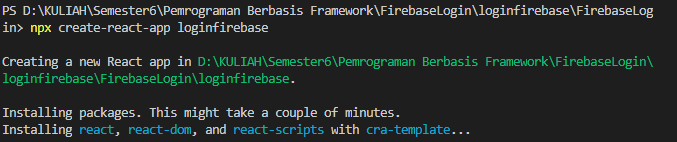 PS D:\KULIAH\Semester6\Pemrograman Berbasis Framework\FirebaseLogin\loginfirebase\FirebaseLog
in> npx create-react-app loginfirebase
Creating a new React app in D:\KULIAH\Semester6\Pemrograman Berbasis Framework\FirebaseLogin\
loginfirebase\FirebaseLogin\loginfirebase.
Installing packages. This might take a couple of minutes.
Installing react, react-dom, and react-scripts with cra-template...